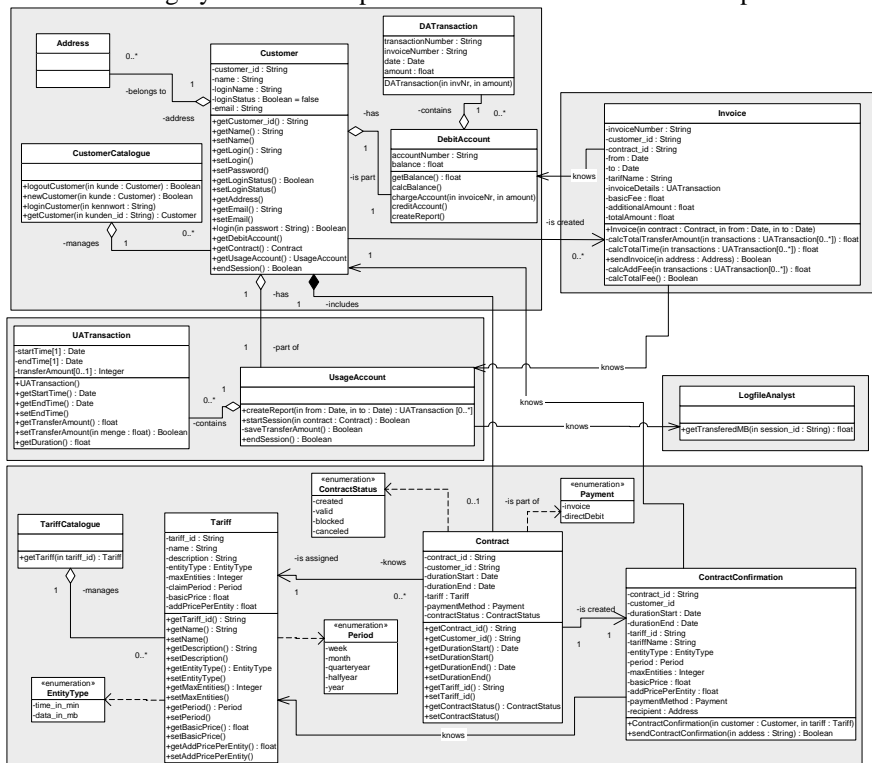 Address
0..*
-belongs to
1
-address
Customer
-customer_id : String
-name : String
-loginName : String
-loginStatus : Boolean = false
-email : String
+getCustomer_id() : String
+getName() : String
+setName()
+getLogin() : String
+setLogin()
+setPassword()
+getLoginStatus() : Boolean
+setLoginStatus()
+getAddress()
+getEmail() : String
+setEmail()
+login(in passwort : String) : Boolean
+getDebitAccount()
+getContract() : Contract
+getUsageAccount() : UsageAccount
+endSession() : Boolean
CustomerCatalogue
+logoutCustomer(in kunde : Customer) : Boolean
+newCustomer(in kunde : Customer) : Boolean
+loginCustomer(in kennwort : String)
+getCustomer(in kunden_id : String) : Customer
-manages
1
0..*
DATransaction
transactionNumber : String
invoiceNumber : String
date : Date
amount : float
DATransaction(in invNr, in amount)
-has
1
-contains
1
0..*
-is part
1
DebitAccount
accountNumber : String
balance : float
getBalance() : float
calcBalance()
chargeAccount(in invoiceNr, in amount)
creditAccount()
createReport()
knows
-is created
1
0..*
Invoice
-invoiceNumber : String
-customer_id : String
-contract_id : String
-from : Date
-to : Date
-tarifName : String
-invoiceDetails : UATransaction
-basicFee : float
-additionalAmount : float
-totalAmount : float
+Invoice(in contract : Contract, in from : Date, in to : Date)
-calcTotalTransferAmount(in transactions : UATransaction[0..*]) : float
-calcTotalTime(in transactions : UATransaction[0..*]) : float
+sendInvoice(in address : Address) : Boolean
-calcAddFee(in transactions : UATransaction[0..*]) : float
-calcTotalFee() : Boolean
1
-has
1
-includes
1
-part of
UATransaction
-startTime[1] : Date
-endTime[1] : Date
-transferAmount[0..1] : Integer
+UATransaction()
+getStartTime() : Date
+getEndTime() : Date
+setEndTime()
+getTransferAmount() : float
+setTransferAmount(in menge : float) : Boolean
+getDuration() : float
1
0..*
-contains
UsageAccount
+createReport(in from : Date, in to : Date) : UATransaction [0..*]
+startSession(in contract : Contract) : Boolean
-saveTransferAmount() : Boolean
+endSession() : Boolean
knows
knows
knows
LogfileAnalyst
+getTransferedMB(in session_id : String) : float
TariffCatalogue
+getTariff(in tariff_id) : Tariff
1
-manages
0..*
«enumeration»
EntityType
-time_in_min
-data_in_mb
Tariff
-tariff_id : String
-name : String
-description : String
-entityType : EntityType
-maxEntities : Integer
-claimPeriod : Period
-basicPrice : float
-addPricePerEntity : float
+getTariff_id() : String
+getName() : String
+setName()
+getDescription() : String
+setDescription()
+getEntityType() : EntityType
+setEntityType()
+getMaxEntities() : Integer
+setMaxEntities()
+getPeriod() : Period
+setPeriod()
+getBasicPrice() : float
+setBasicPrice()
+getAddPricePerEntity() : float
+setAddPricePerEntity()
«enumeration»
ContractStatus
-created
-valid
-blocked
-canceled
0..1
-is part of
«enumeration»
Payment
-invoice
-directDebit
-is assigned
-knows
1
0..*
«enumeration»
Period
-week
-month
-quarteryear
-halfyear
-year
Contract
-contract_id : String
-customer_id : String
-durationStart : Date
-durationEnd : Date
-tarif : Tariff
-paymentMethod : Payment
-contractStatus : ContractStatus
+getContract_id() : String
+getCustomer_id() : String
+getDurationStart() : Date
+setDurationStart()
+getDurationEnd() : Date
+setDurationEnd()
+getTariff_id() : String
+setTarif_id()
+getContractStatus() : ContractStatus
+setContractStatus()
-is created
1
1
knows
ContractConfirmation
-contract_id : String
-customer_id
-durationStart : Date
-durationEnd : Date
-tarif_id : String
-tarifName : String
-entityType : EntityType
-period : Period
-maxEntities : Integer
-basicPrice : float
-addPricePerEntity : float
-paymentMethod : Payment
-recipient : Address
+ContractConfirmation(in customer : Customer, in tarif : Tariff)
+sendContractConfirmation(in addess : String) : Boolean